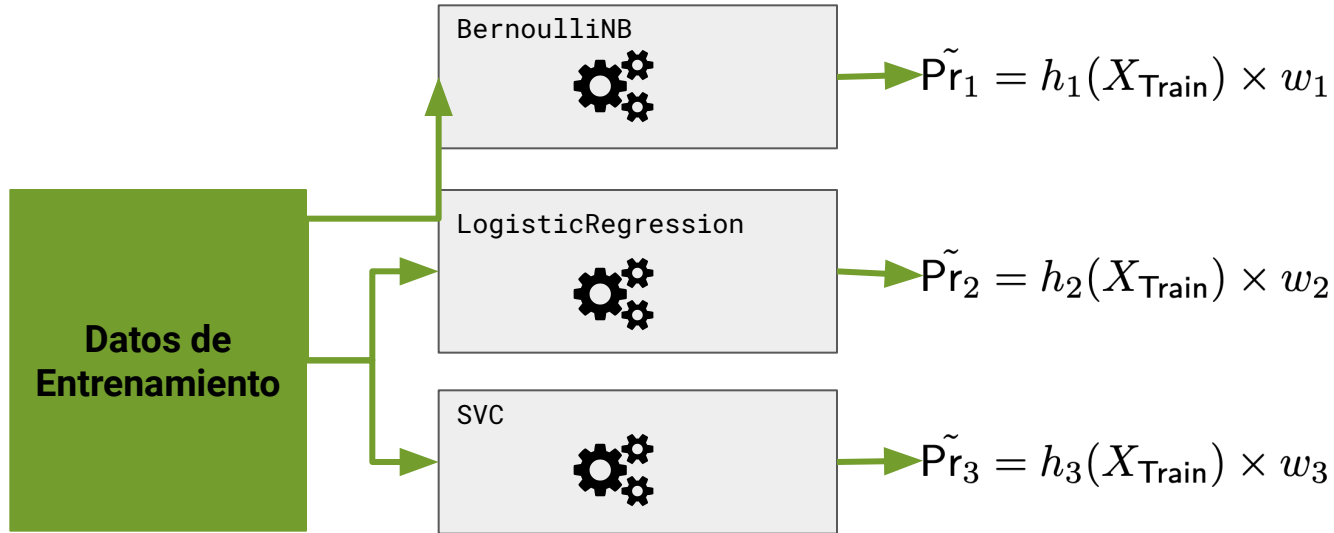 BernoulliNB
P̃r₁ = h₁(X_Train) × w₁
LogisticRegression
P̃r₂ = h₂(X_Train) × w₂
Datos de
Entrenamiento
SVC
P̃r₃ = h₃(X_Train) × w₃